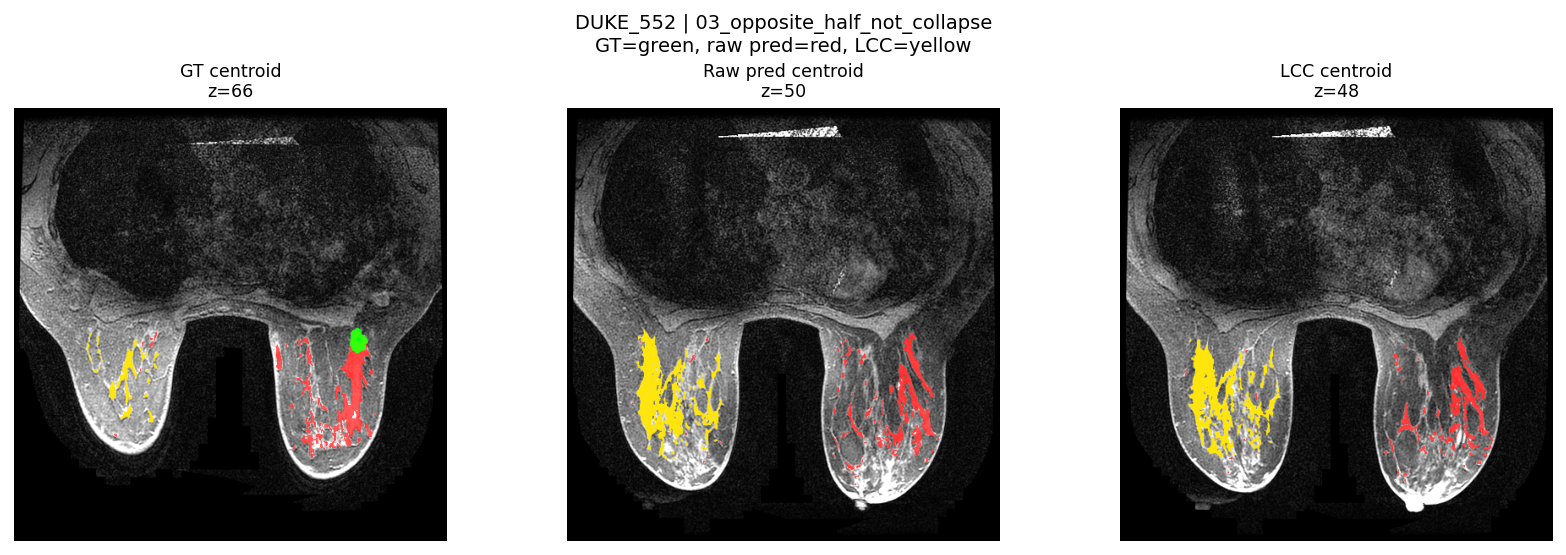 DUKE_552 | 03_opposite_half_not_collapse
GT=green, raw pred=red, LCC=yellow
GT centroid
z=66
Raw pred centroid
z=50
LCC centroid
z=48